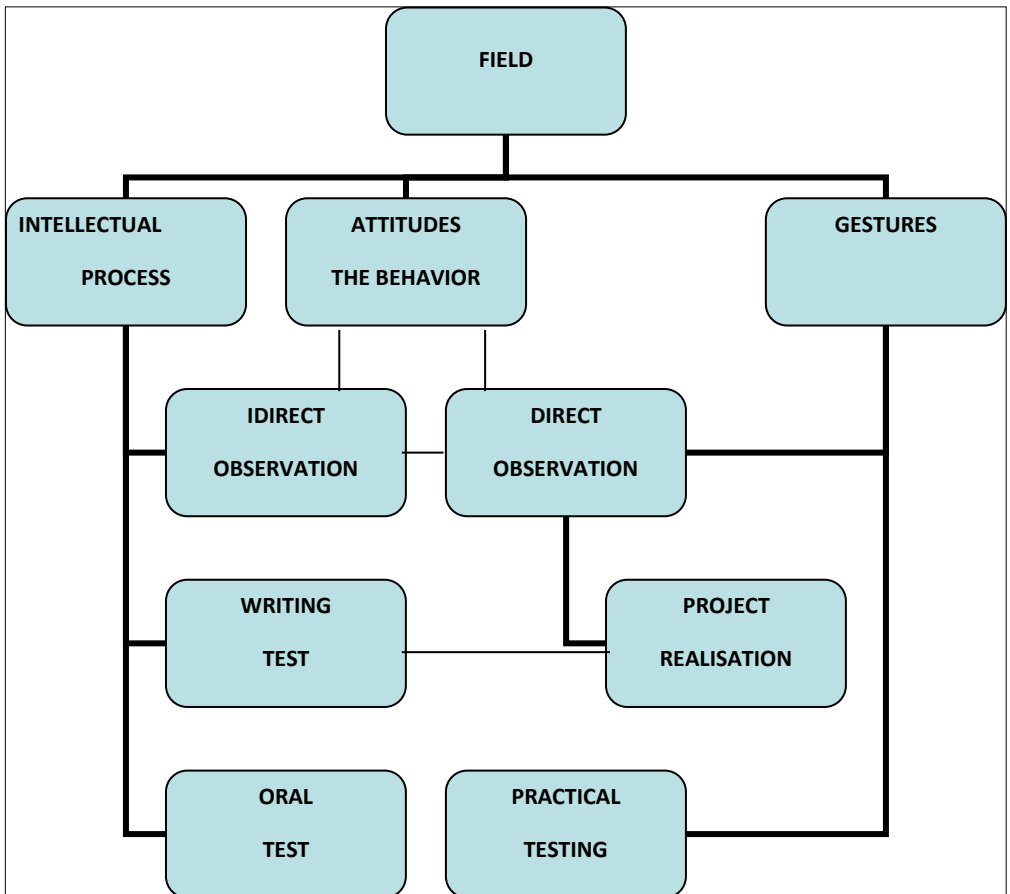 FIELD
INTELLECTUAL
PROCESS
ATTITUDES
THE BEHAVIOR
GESTURES
IDIRECT
OBSERVATION
DIRECT
OBSERVATION
WRITING
TEST
PROJECT
REALISATION
ORAL
TEST
PRACTICAL
TESTING